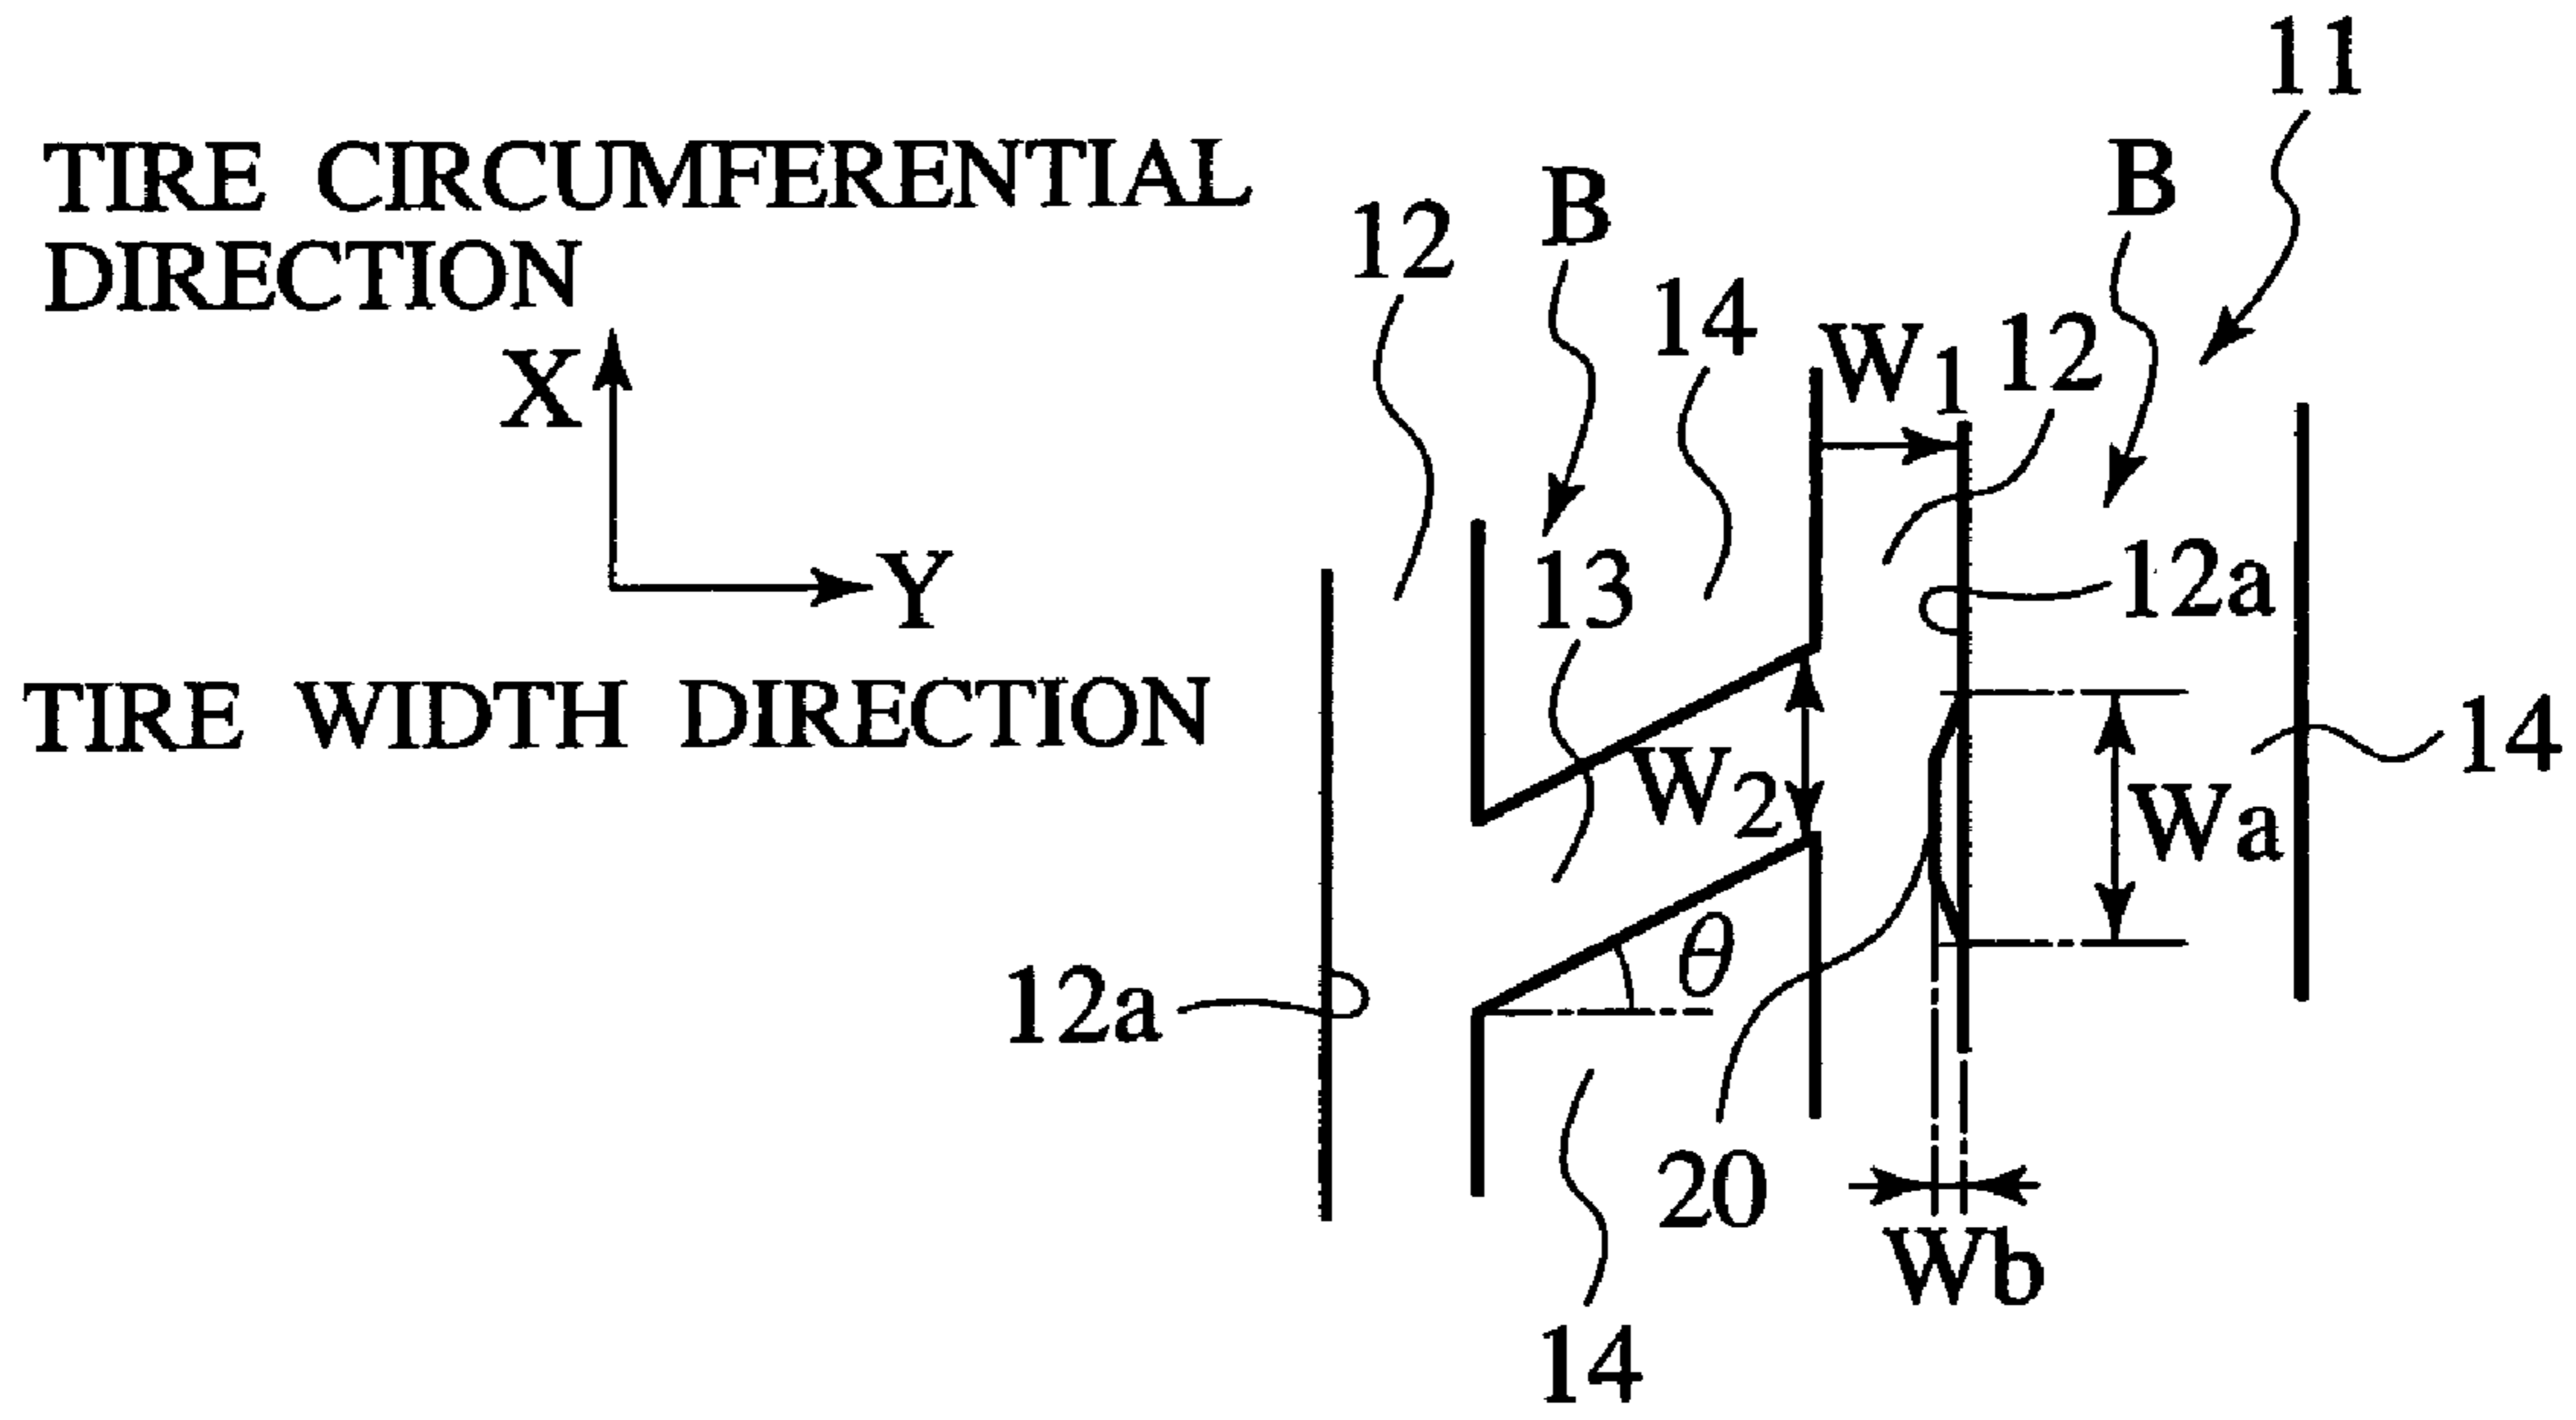 11
TIRE CIRCUMFERENTIAL
DIRECTION
12
B
B
14
W1
12
X
Y
13
12a
TIRE WIDTH DIRECTION
W2
Wa
14
θ
12a
20
Wb
14